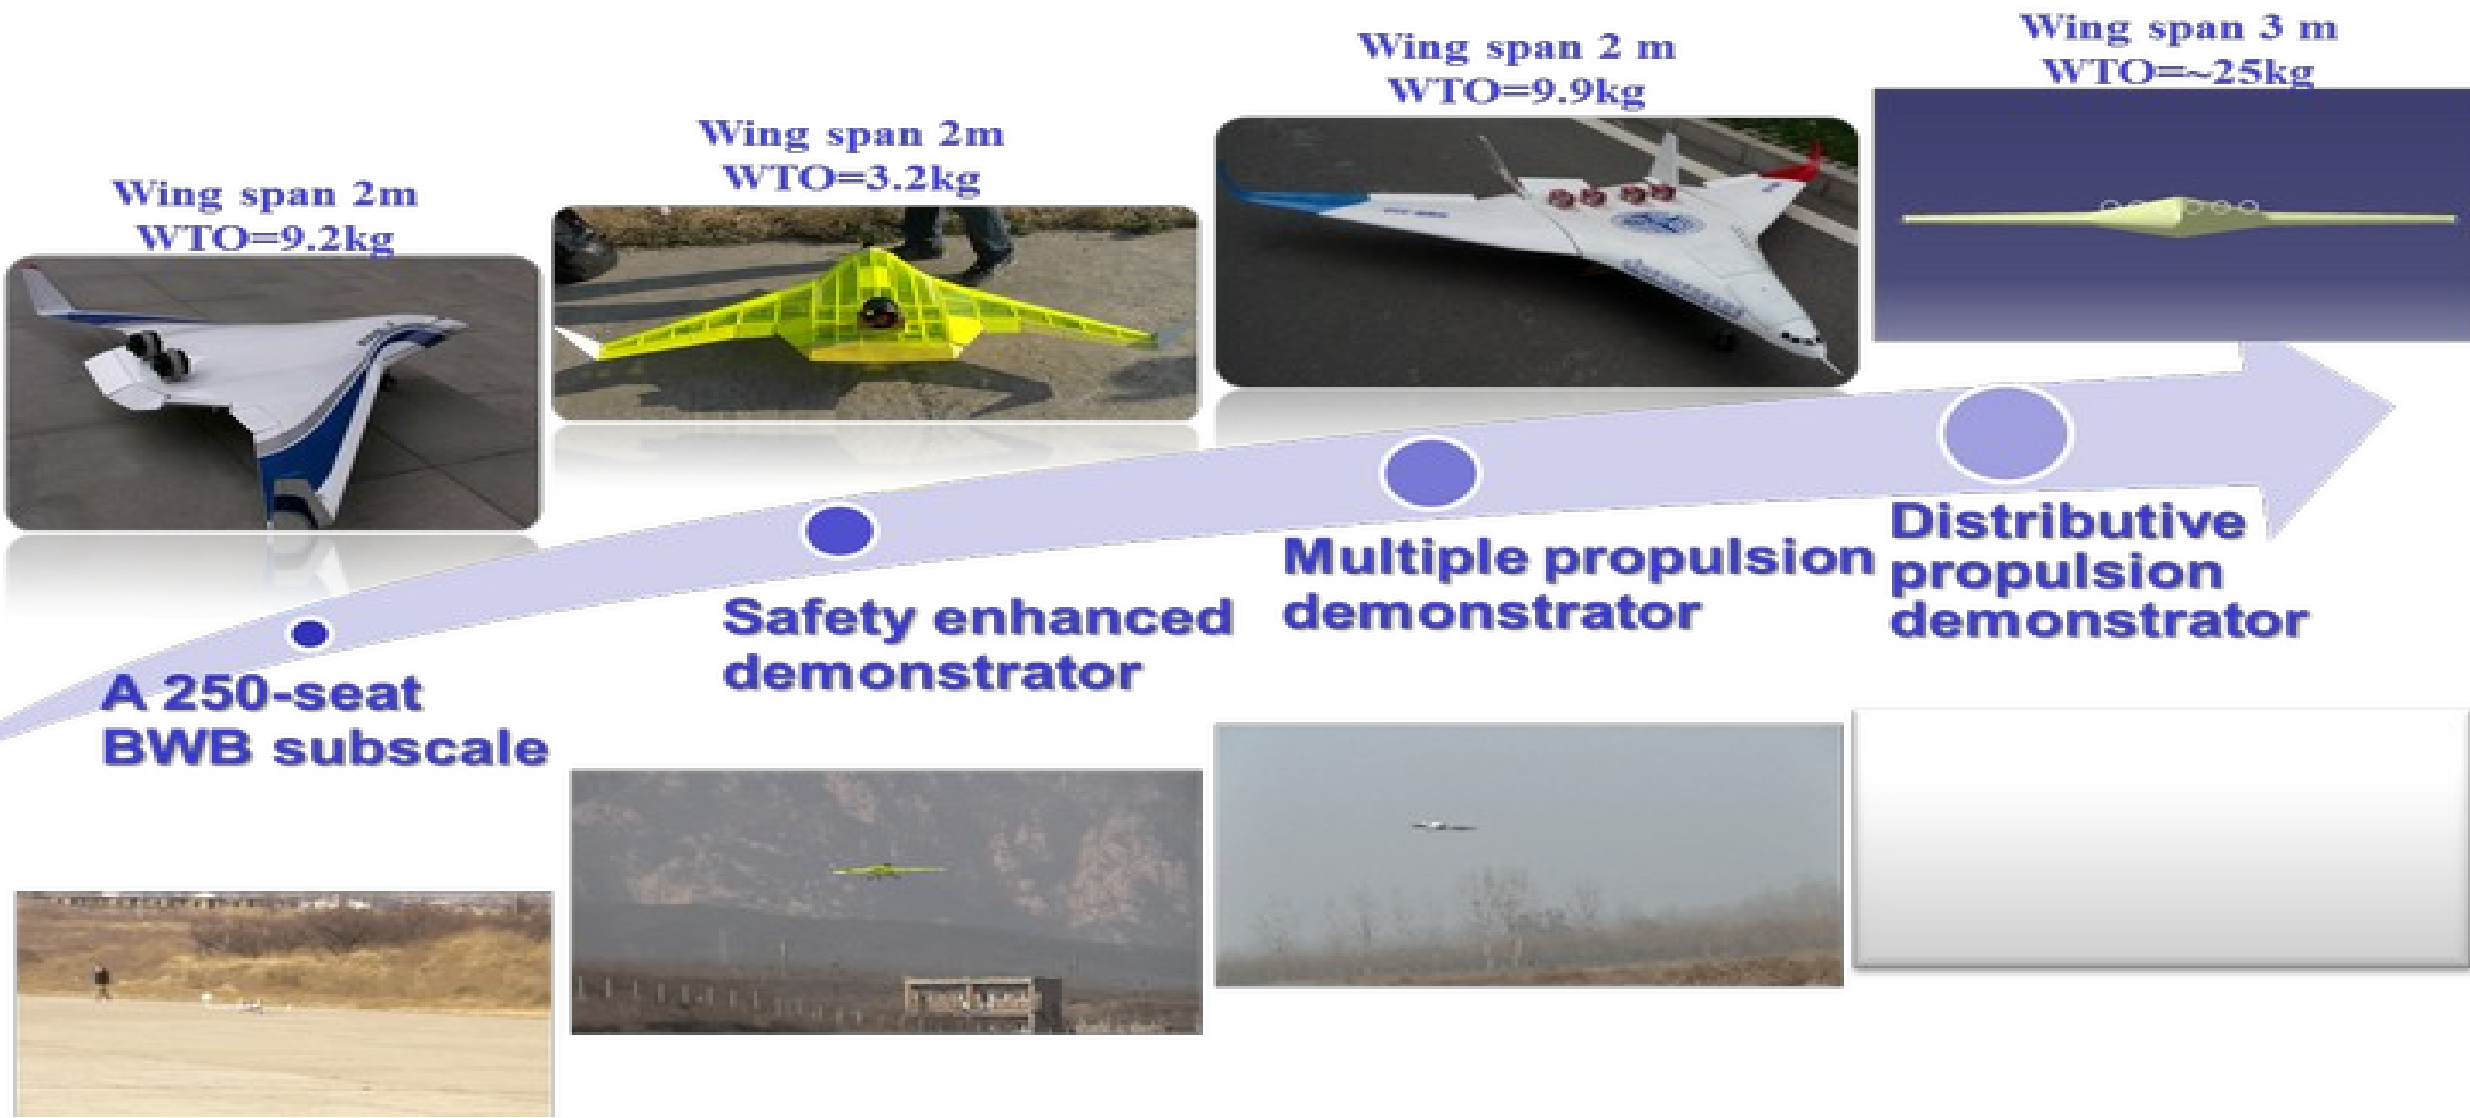 Wing span 2m
WTO=9.2kg
Wing span 2m
WTO=3.2kg
Wing span 2 m
WTO=9.9kg
Wing span 3 m
WTO=~25kg
A 250-seat
BWB subscale
Safety enhanced
demonstrator
Multiple propulsion
demonstrator
Distributive
propulsion
demonstrator